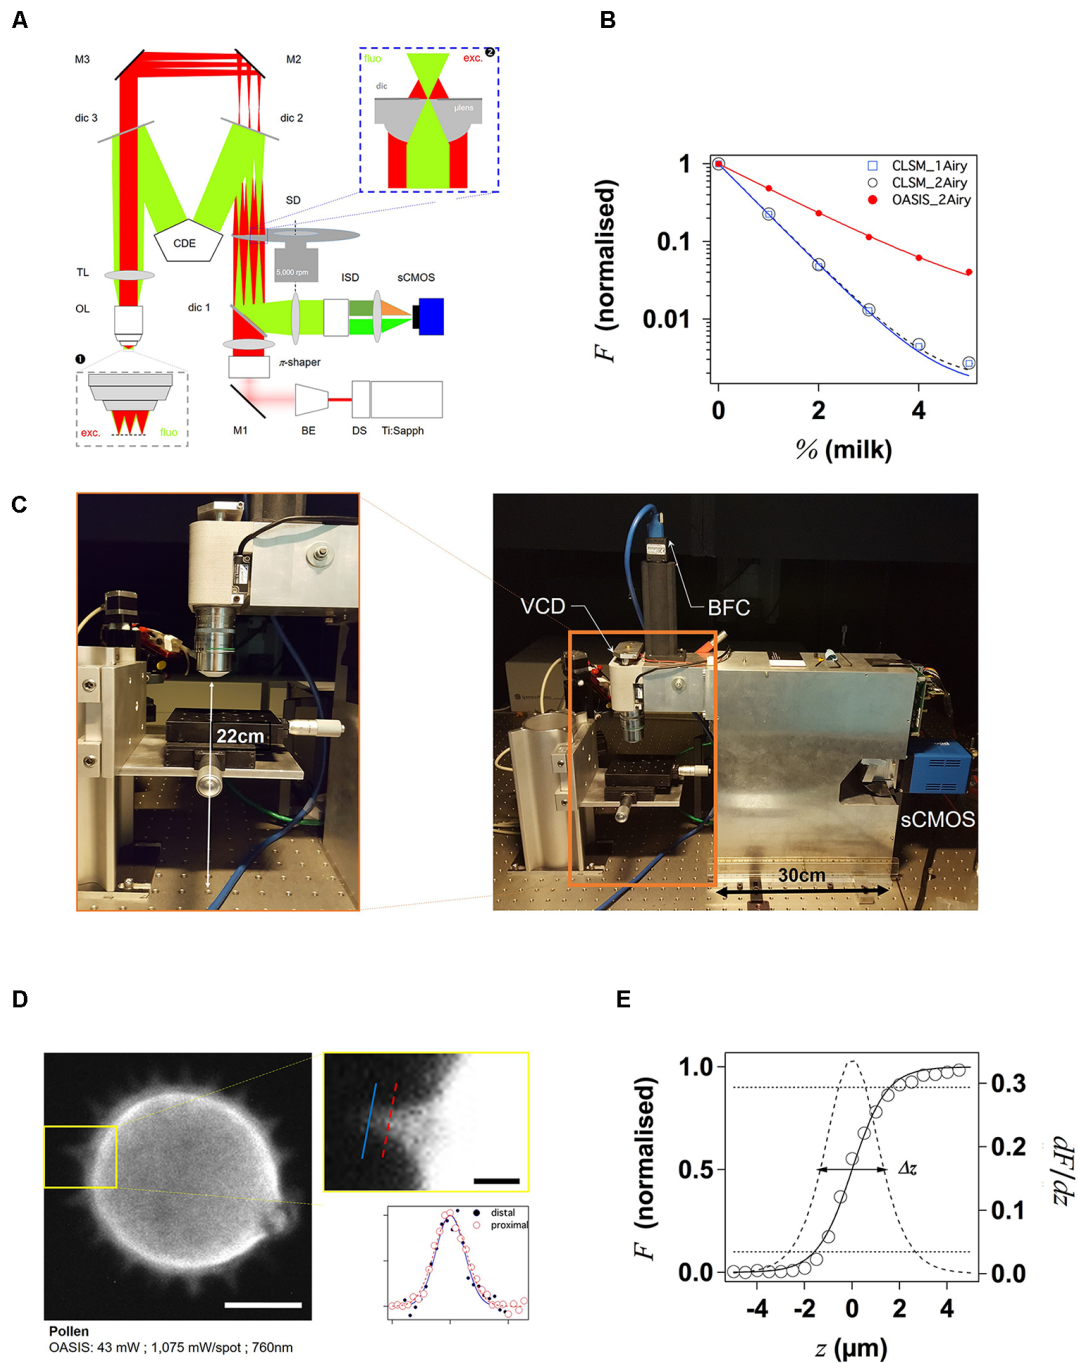 A
M3
M2
dic 3
dic 2
fluo
exc.
2
dic
µlens
SD
CDE
5,000 rpm
ISD
sCMOS
TL
OL
dic 1
1
π-shaper
exc.
fluo
M1
BE
DS
Ti:Sapph
B
F (normalised)
1
0.1
0.01
CLSM_1Airy
CLSM_2Airy
OASIS_2Airy
0
2
4
% (milk)
C
22cm
VCD
BFC
sCMOS
30cm
D
distal
proximal
Pollen
OASIS: 43 mW ; 1,075 mW/spot ; 760nm
E
F (normalised)
1.0
0.5
0.0
Δz
0.3
0.2
0.1
0.0
dF/dz
-4
-2
0
2
4
z (µm)